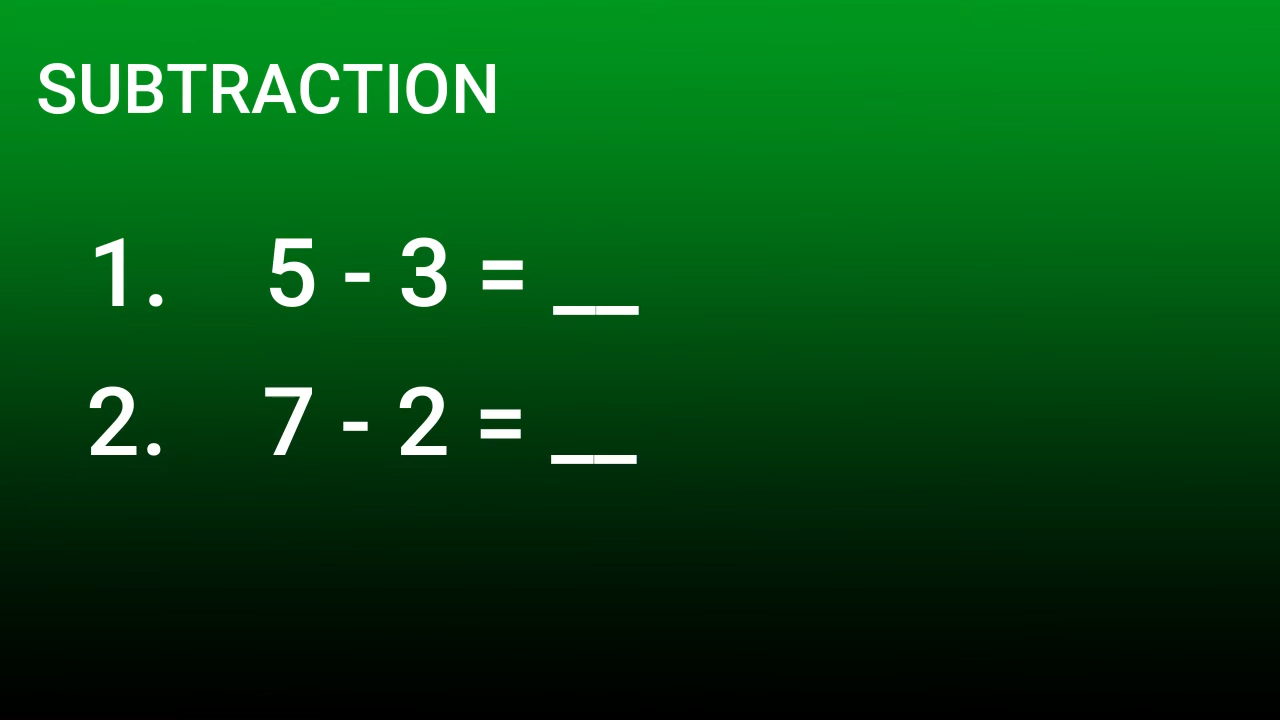 SUBTRACTION
1. 5 - 3 = __
2. 7 - 2 = __